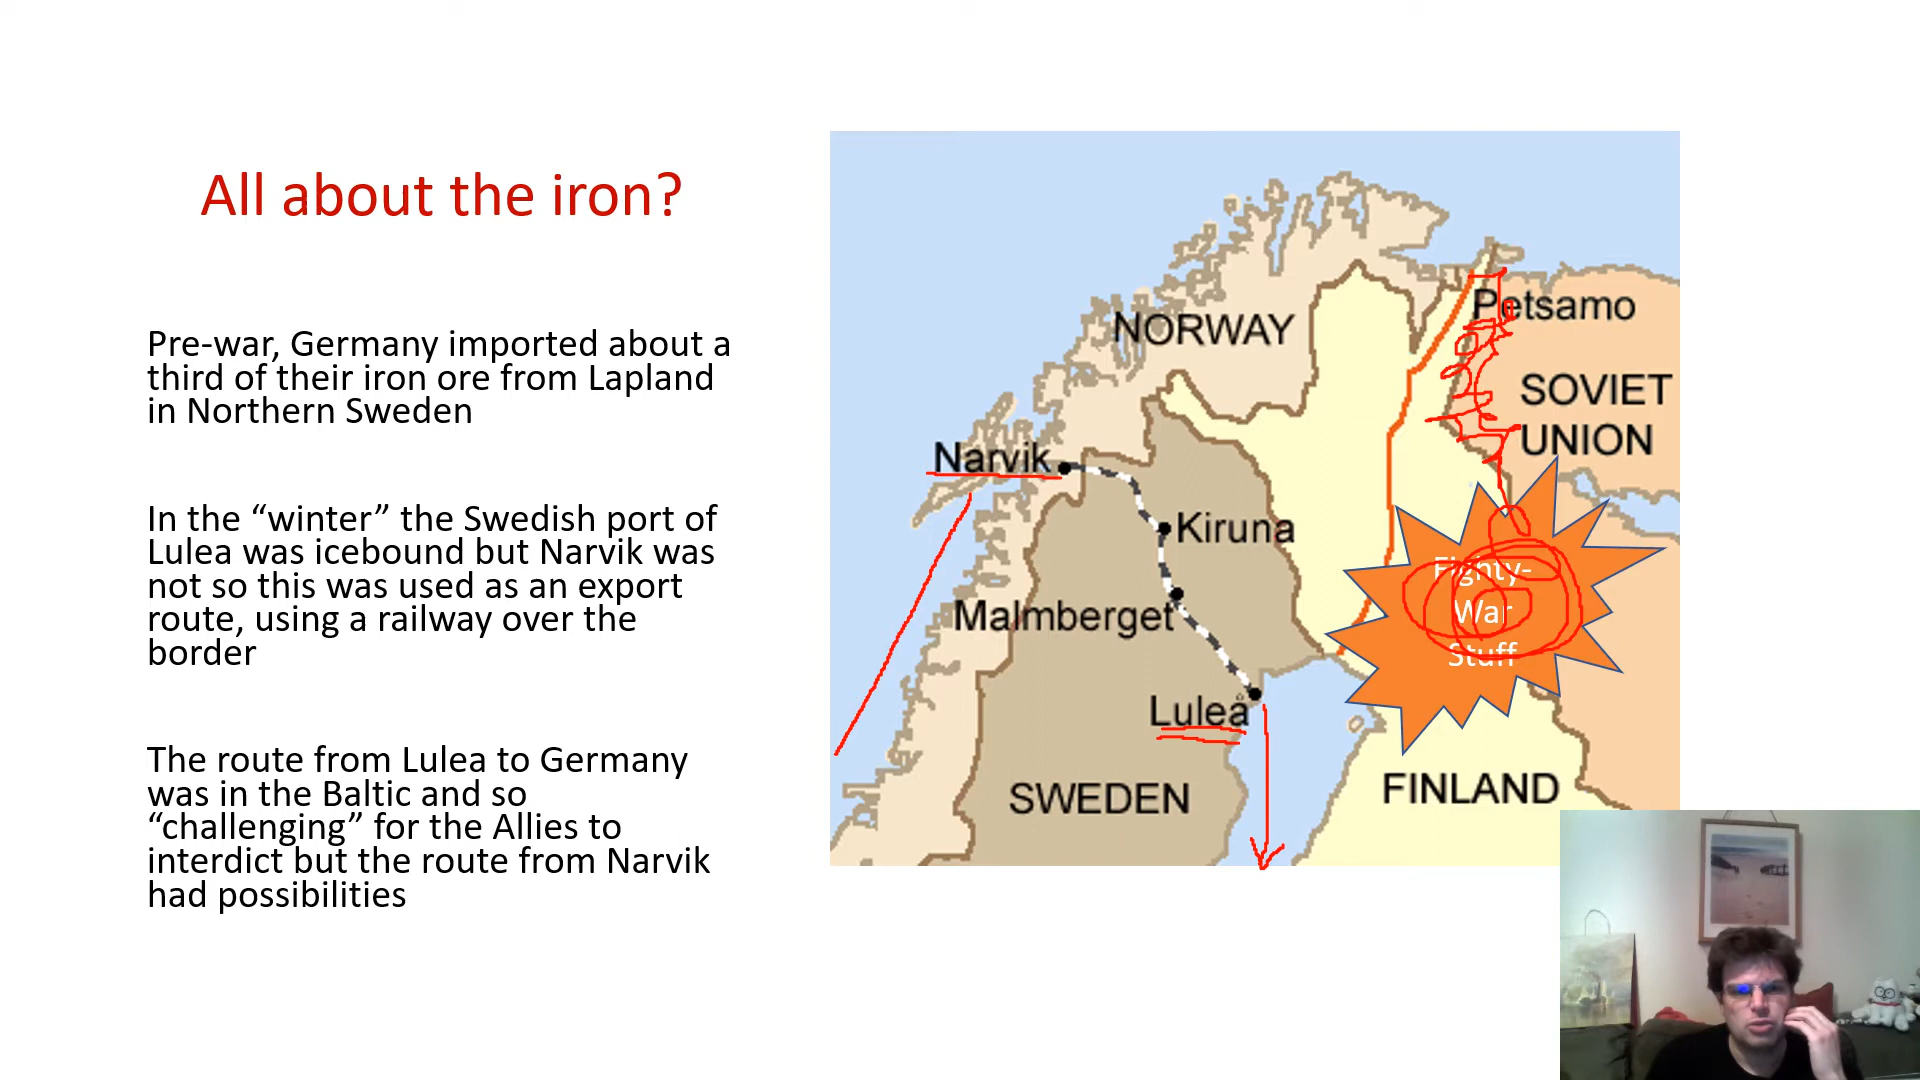 All about the iron?
Pre-war, Germany imported about a
third of their iron ore from Lapland
in Northern Sweden
In the “winter” the Swedish port of
Lulea was icebound but Narvik was
not so this was used as an export
route, using a railway over the
border
The route from Lulea to Germany
was in the Baltic and so
“challenging” for the Allies to
interdict but the route from Narvik
had possibilities
NORWAY
Petsamo
SOVIET
UNION
Narvik
Kiruna
Malmberget
Luleå
SWEDEN
FINLAND
Fighty-
War
Stuff